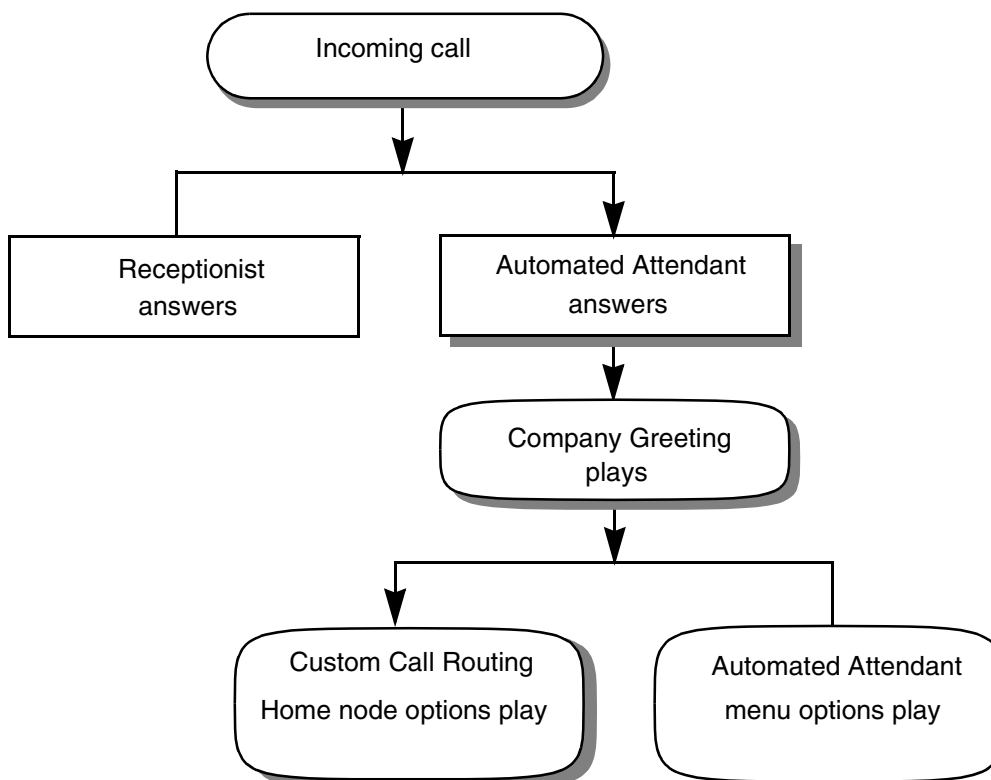 Incoming call
Receptionist
answers
Automated Attendant
answers
Company Greeting
plays
Custom Call Routing
Home node options play
Automated Attendant
menu options play